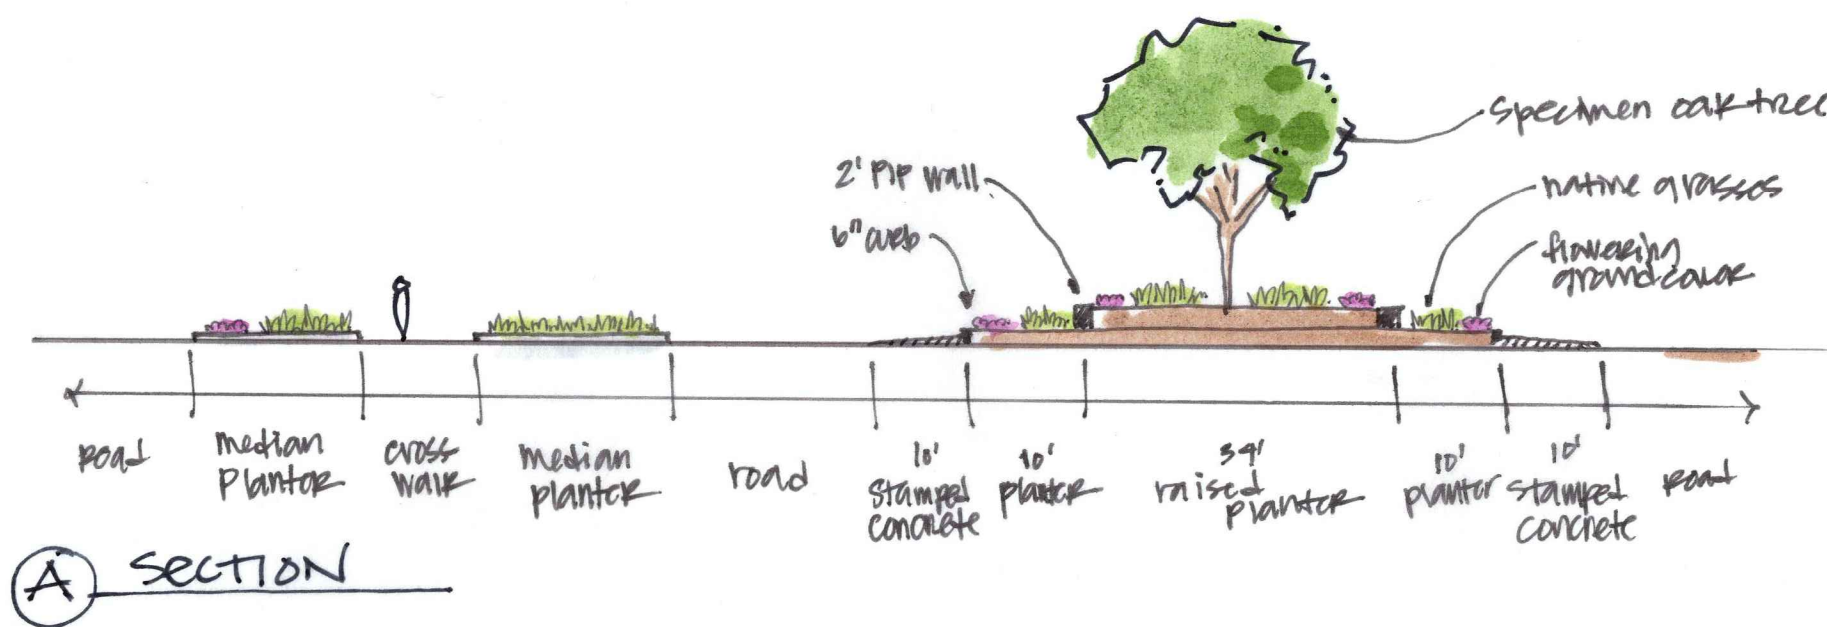 specimen oak tree
2' PIP wall
native grasses
6" curb
flowering
groundcover
road
median
planter
cross
walk
median
planter
road
10'
stamped
concrete
10'
planter
34'
raised
planter
10'
planter
10'
stamped
concrete
road
A SECTION